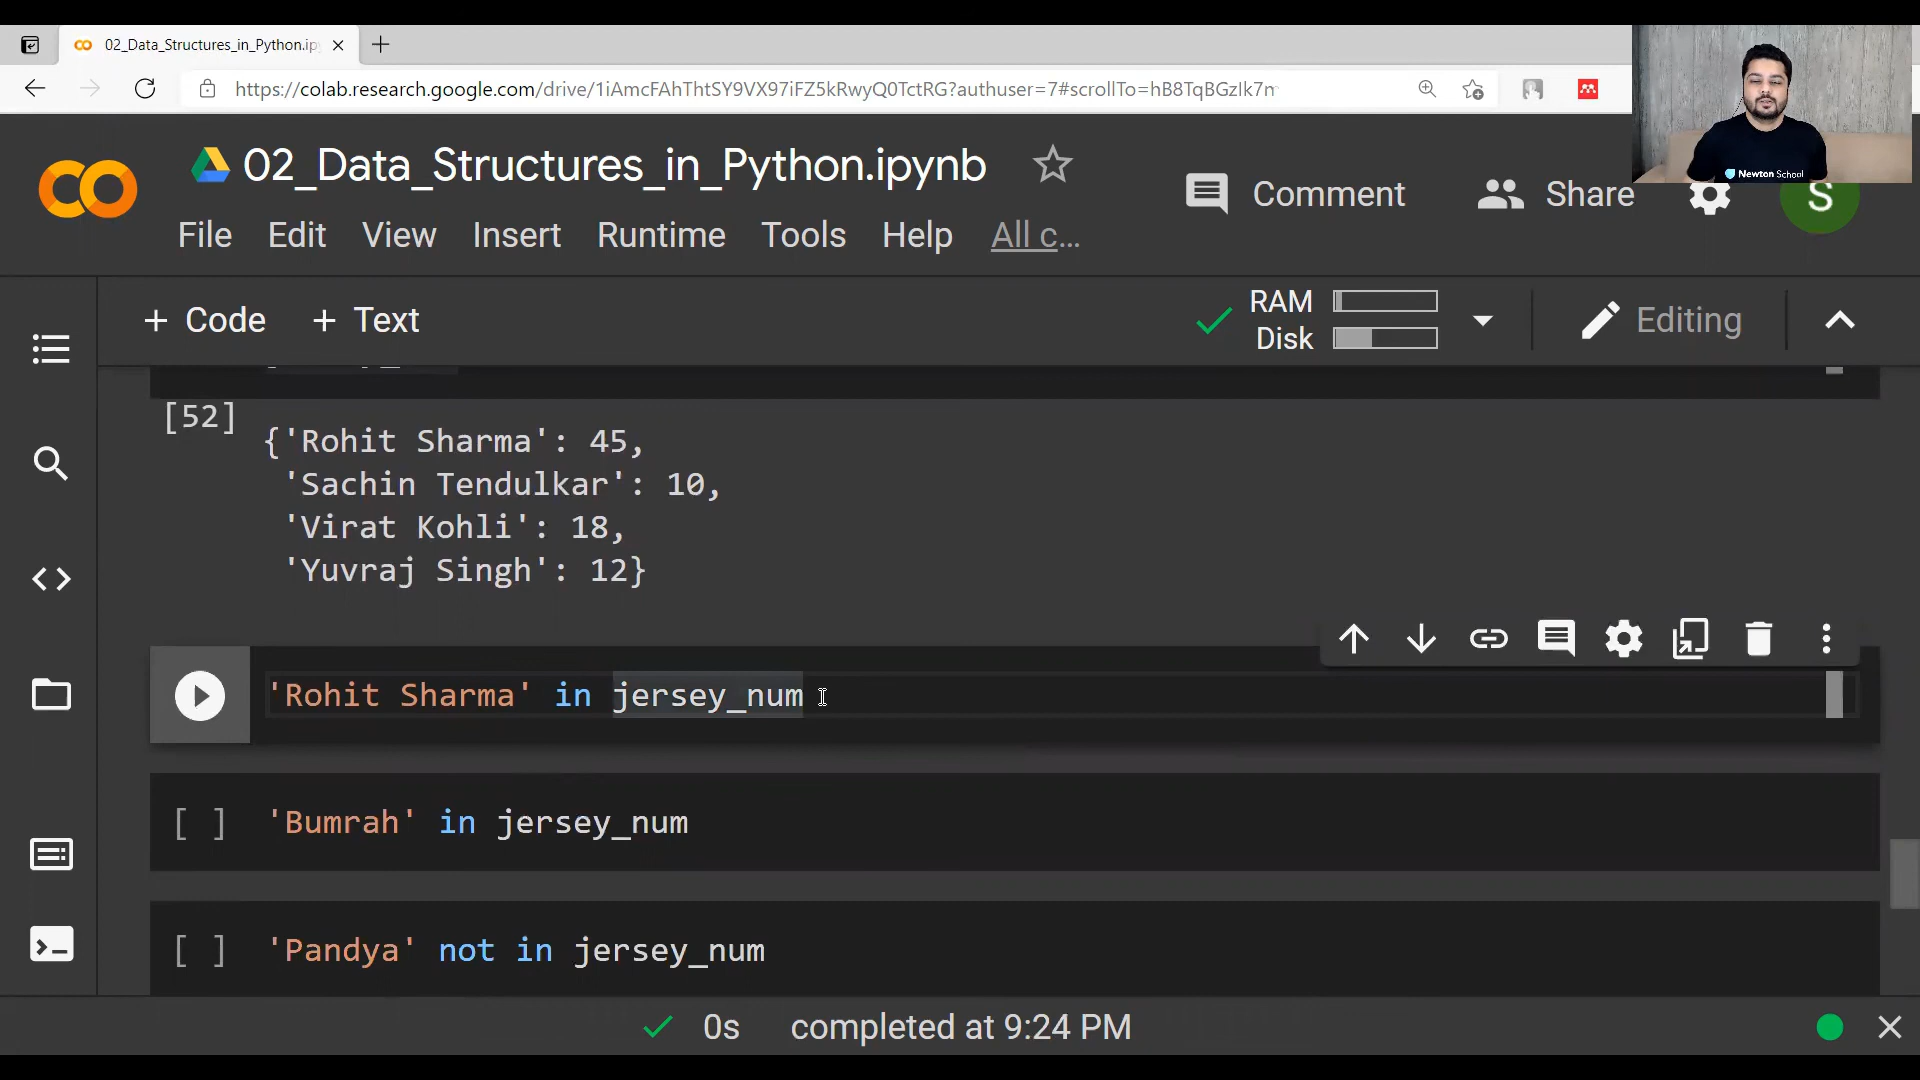 02_Data_Structures_in_Python.ip
https://colab.research.google.com/drive/1iAmcFAhThtSY9VX97iFZ5kRwyQ0TctRG?authuser=7#scrollTo=hB8TqBGzIk7m
Newton School
02_Data_Structures_in_Python.ipynb
Comment
Share
S
File Edit View Insert Runtime Tools Help All c...
+ Code + Text
RAM
Disk
Editing
[52]
{'Rohit Sharma': 45,
'Sachin Tendulkar': 10,
'Virat Kohli': 18,
'Yuvraj Singh': 12}
'Rohit Sharma' in jersey_num
[ ] 'Bumrah' in jersey_num
[ ] 'Pandya' not in jersey_num
0s completed at 9:24 PM